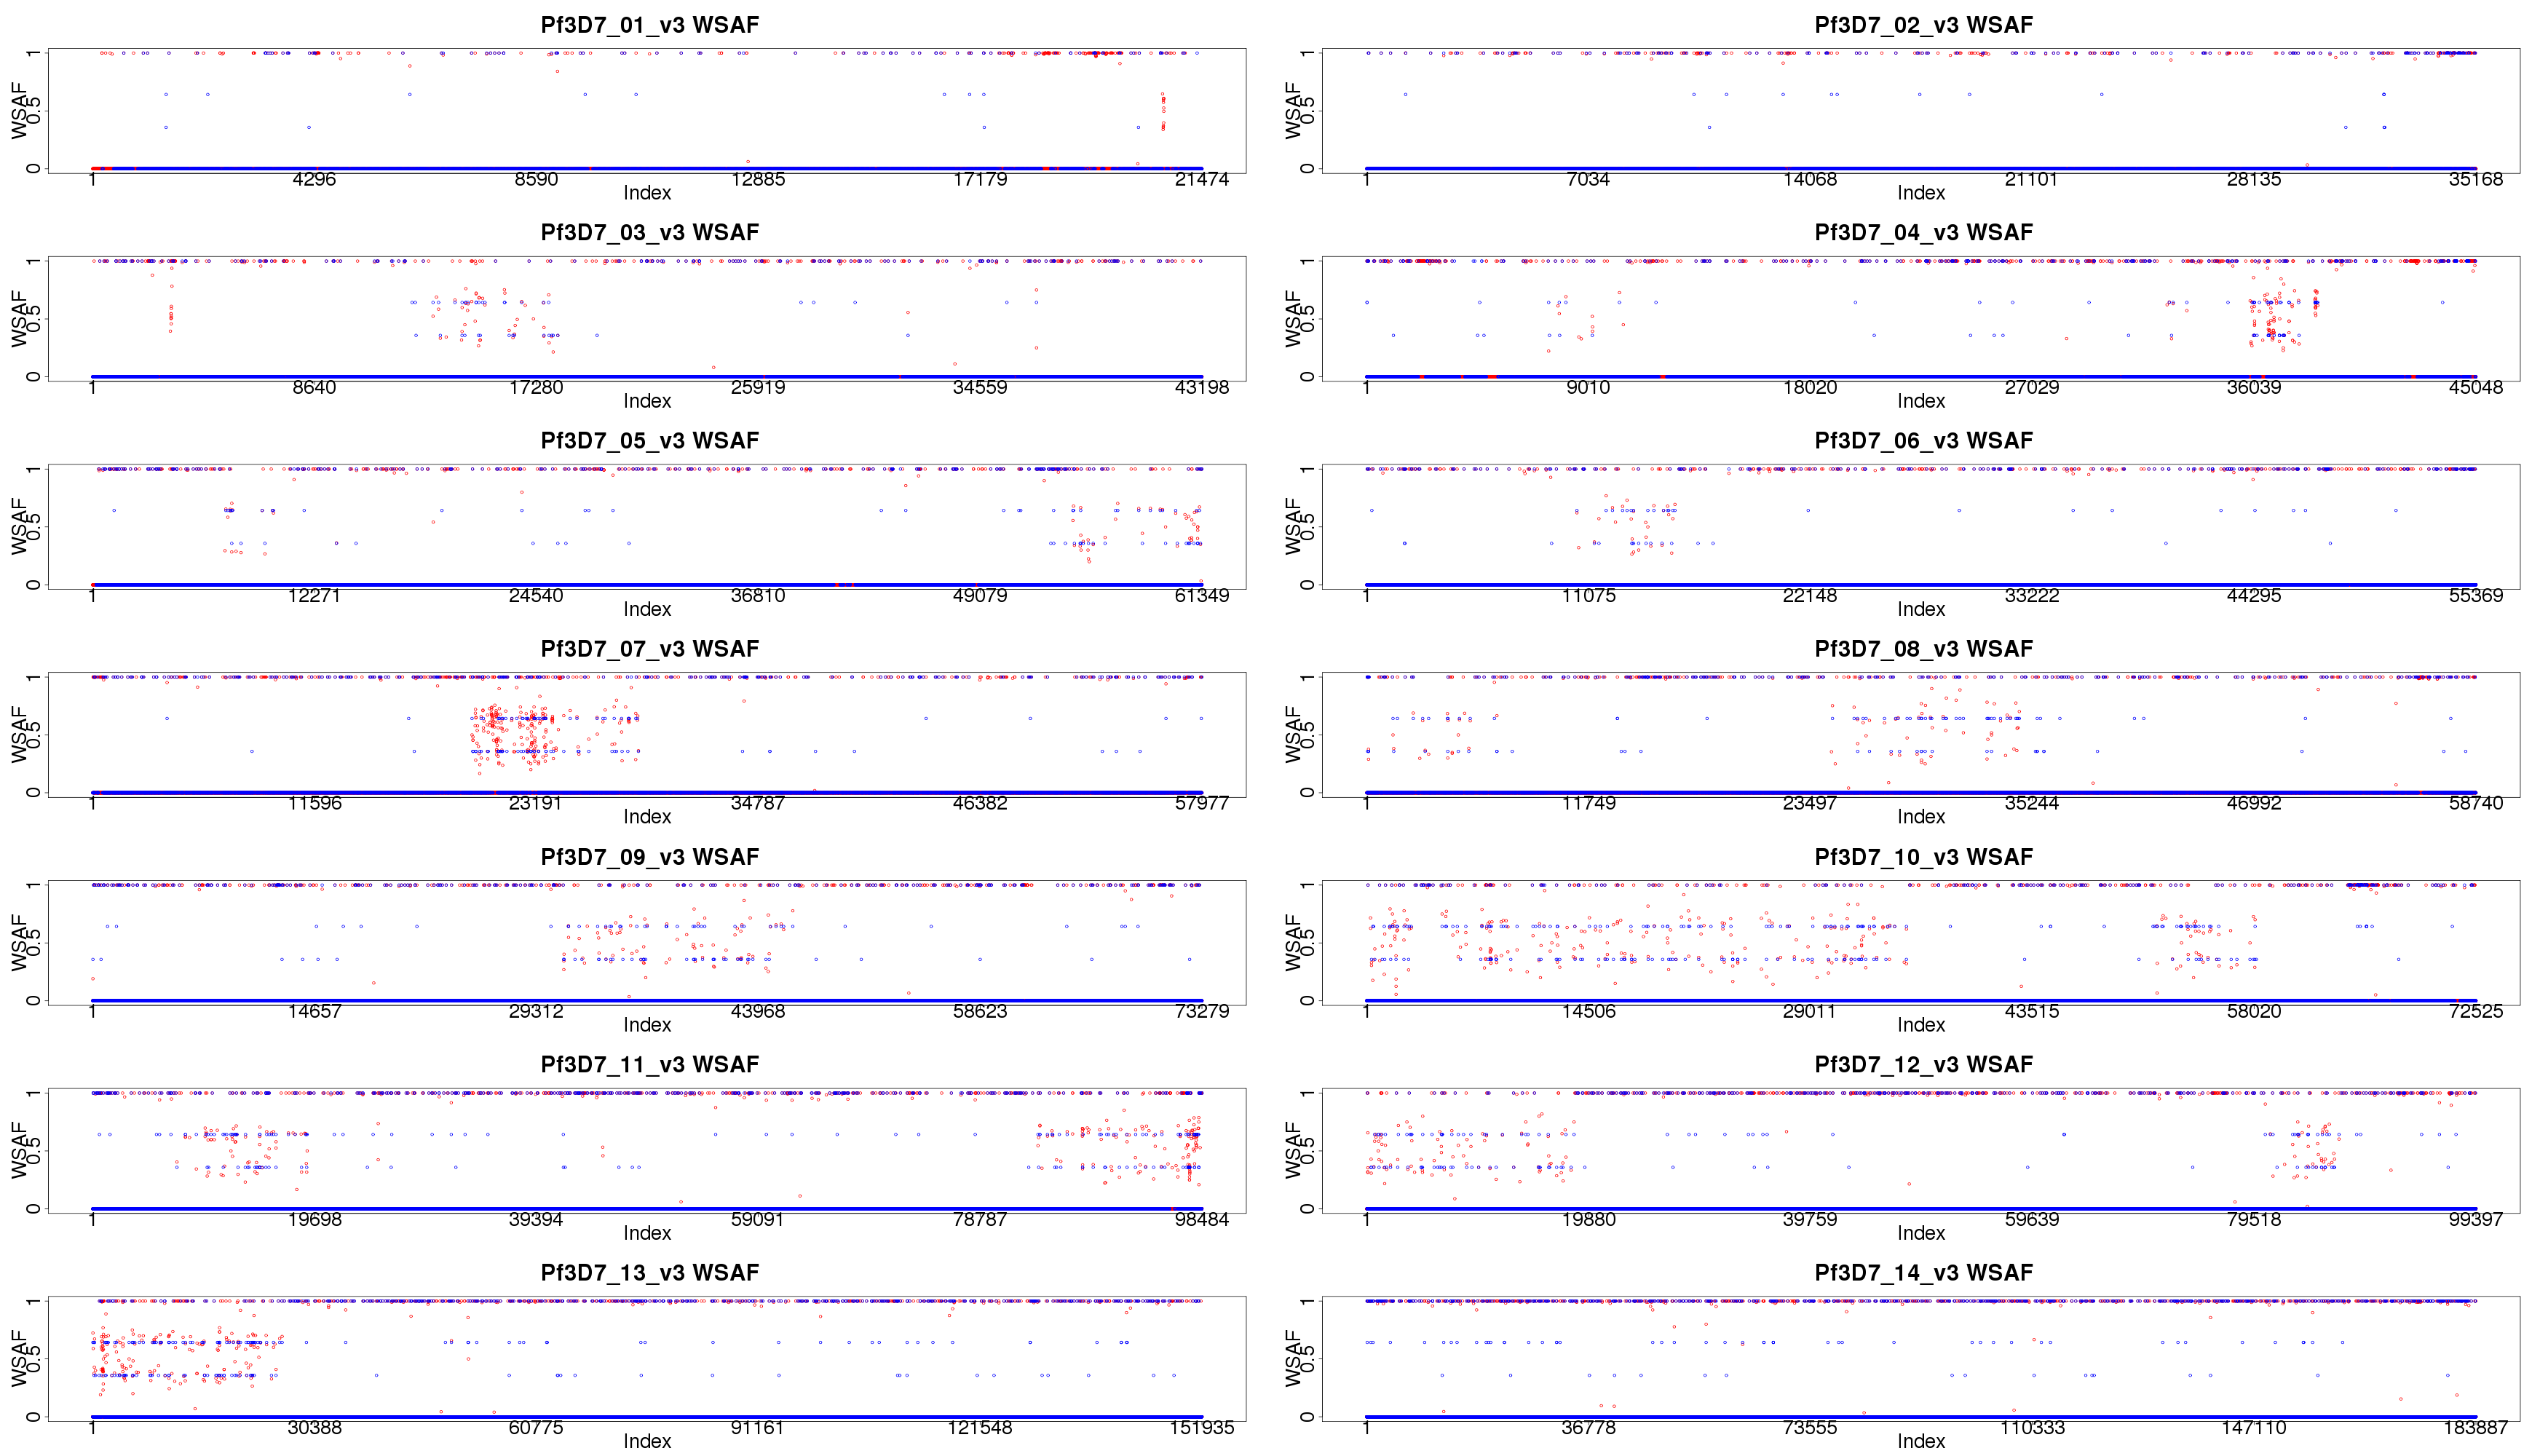 Pf3D7_01_v3 WSAF
WSAF
0 0.5 1
1 4296 8590 12885 17179 21474
Index
Pf3D7_02_v3 WSAF
WSAF
0 0.5 1
1 7034 14068 21101 28135 35168
Index
Pf3D7_03_v3 WSAF
WSAF
0 0.5 1
1 8640 17280 25919 34559 43198
Index
Pf3D7_04_v3 WSAF
WSAF
0 0.5 1
1 9010 18020 27029 36039 45048
Index
Pf3D7_05_v3 WSAF
WSAF
0 0.5 1
1 12271 24540 36810 49079 61349
Index
Pf3D7_06_v3 WSAF
WSAF
0 0.5 1
1 11075 22148 33222 44295 55369
Index
Pf3D7_07_v3 WSAF
WSAF
0 0.5 1
1 11596 23191 34787 46382 57977
Index
Pf3D7_08_v3 WSAF
WSAF
0 0.5 1
1 11749 23497 35244 46992 58740
Index
Pf3D7_09_v3 WSAF
WSAF
0 0.5 1
1 14657 29312 43968 58623 73279
Index
Pf3D7_10_v3 WSAF
WSAF
0 0.5 1
1 14506 29011 43515 58020 72525
Index
Pf3D7_11_v3 WSAF
WSAF
0 0.5 1
1 19698 39394 59091 78787 98484
Index
Pf3D7_12_v3 WSAF
WSAF
0 0.5 1
1 19880 39759 59639 79518 99397
Index
Pf3D7_13_v3 WSAF
WSAF
0 0.5 1
1 30388 60775 91161 121548 151935
Index
Pf3D7_14_v3 WSAF
WSAF
0 0.5 1
1 36778 73555 110333 147110 183887
Index